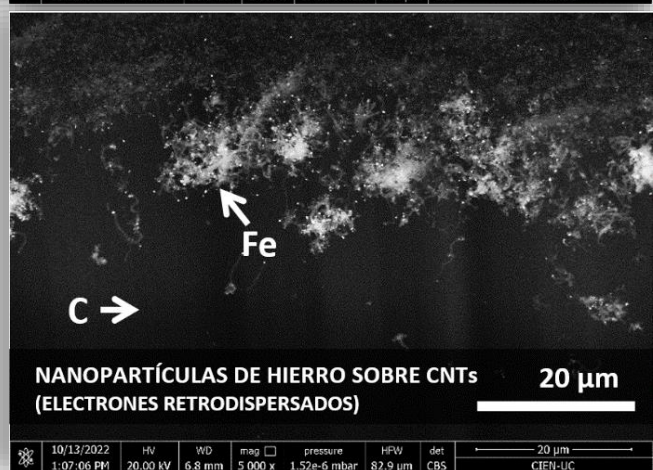 Fe
C
NANOPARTÍCULAS DE HIERRO SOBRE CNTs
(ELECTRONES RETRODISPERSADOS)
20 µm
10/13/2022 HV WD mag pressure HFW det 20 µm
1:07:06 PM 20.00 kV 6.8 mm 5 000 x 1.52e-6 mbar 82.9 µm CBS CIEN-UC